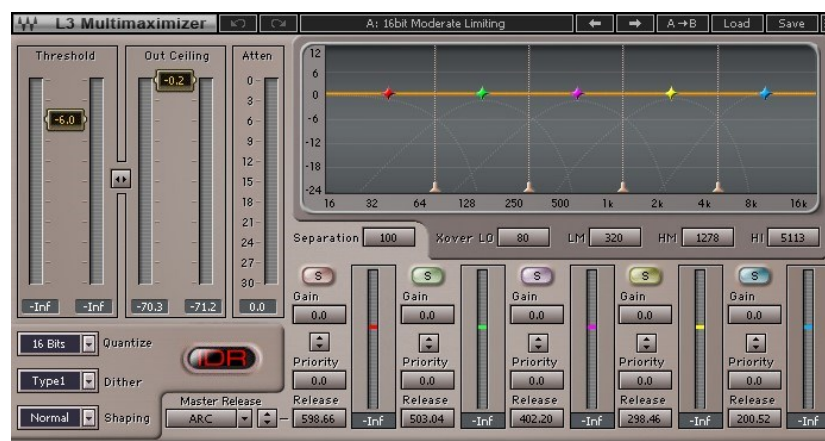 L3 Multimaximizer A: 16bit Moderate Limiting A→B Load Save
Threshold Out Ceiling Atten
-6.0 -0.2
0
3
6
9
12
15
18
21
24
27
30
-Inf -Inf -70.3 -71.2 0.0
12
6
0
-6
-12
-18
-24
16 32 64 128 250 500 1k 2k 4k 8k 16k
Separation 100 Xover LO 80 LM 320 HM 1278 HI 5113
S S S S S
Gain Gain Gain Gain Gain
0.0 0.0 0.0 0.0 0.0
Priority Priority Priority Priority Priority
0.0 0.0 0.0 0.0 0.0
Release Release Release Release Release
598.66 -Inf 503.04 -Inf 402.20 -Inf 298.46 -Inf 200.52 -Inf
16 Bits Quantize
IDR
Type1 Dither
Master Release
Normal Shaping ARC